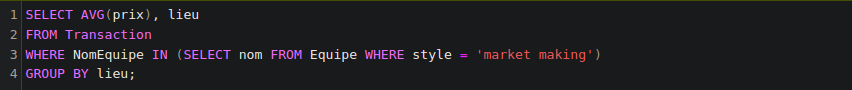 1 SELECT AVG(prix), lieu
2 FROM Transaction
3 WHERE NomEquipe IN (SELECT nom FROM Equipe WHERE style = 'market making')
4 GROUP BY lieu;